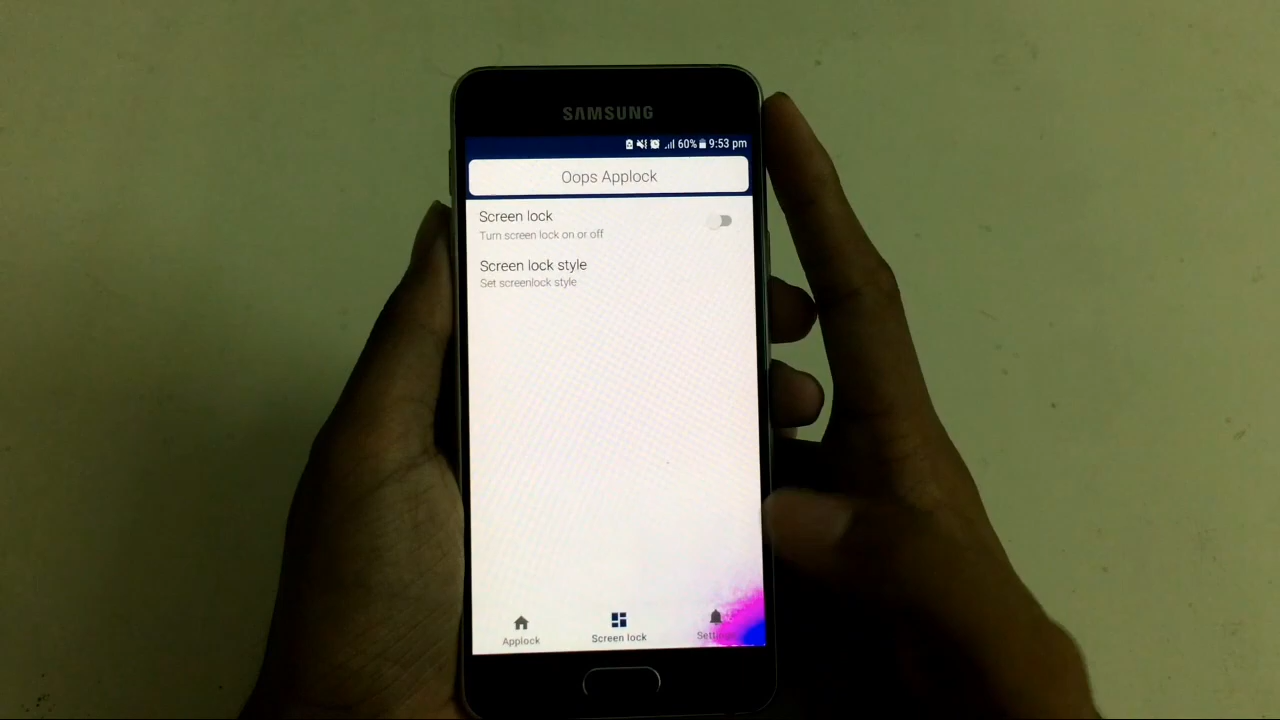 SAMSUNG
60% 9:53 pm
Oops Applock
Screen lock
Turn screen lock on or off
Screen lock style
Set screenlock style
Applock
Screen lock